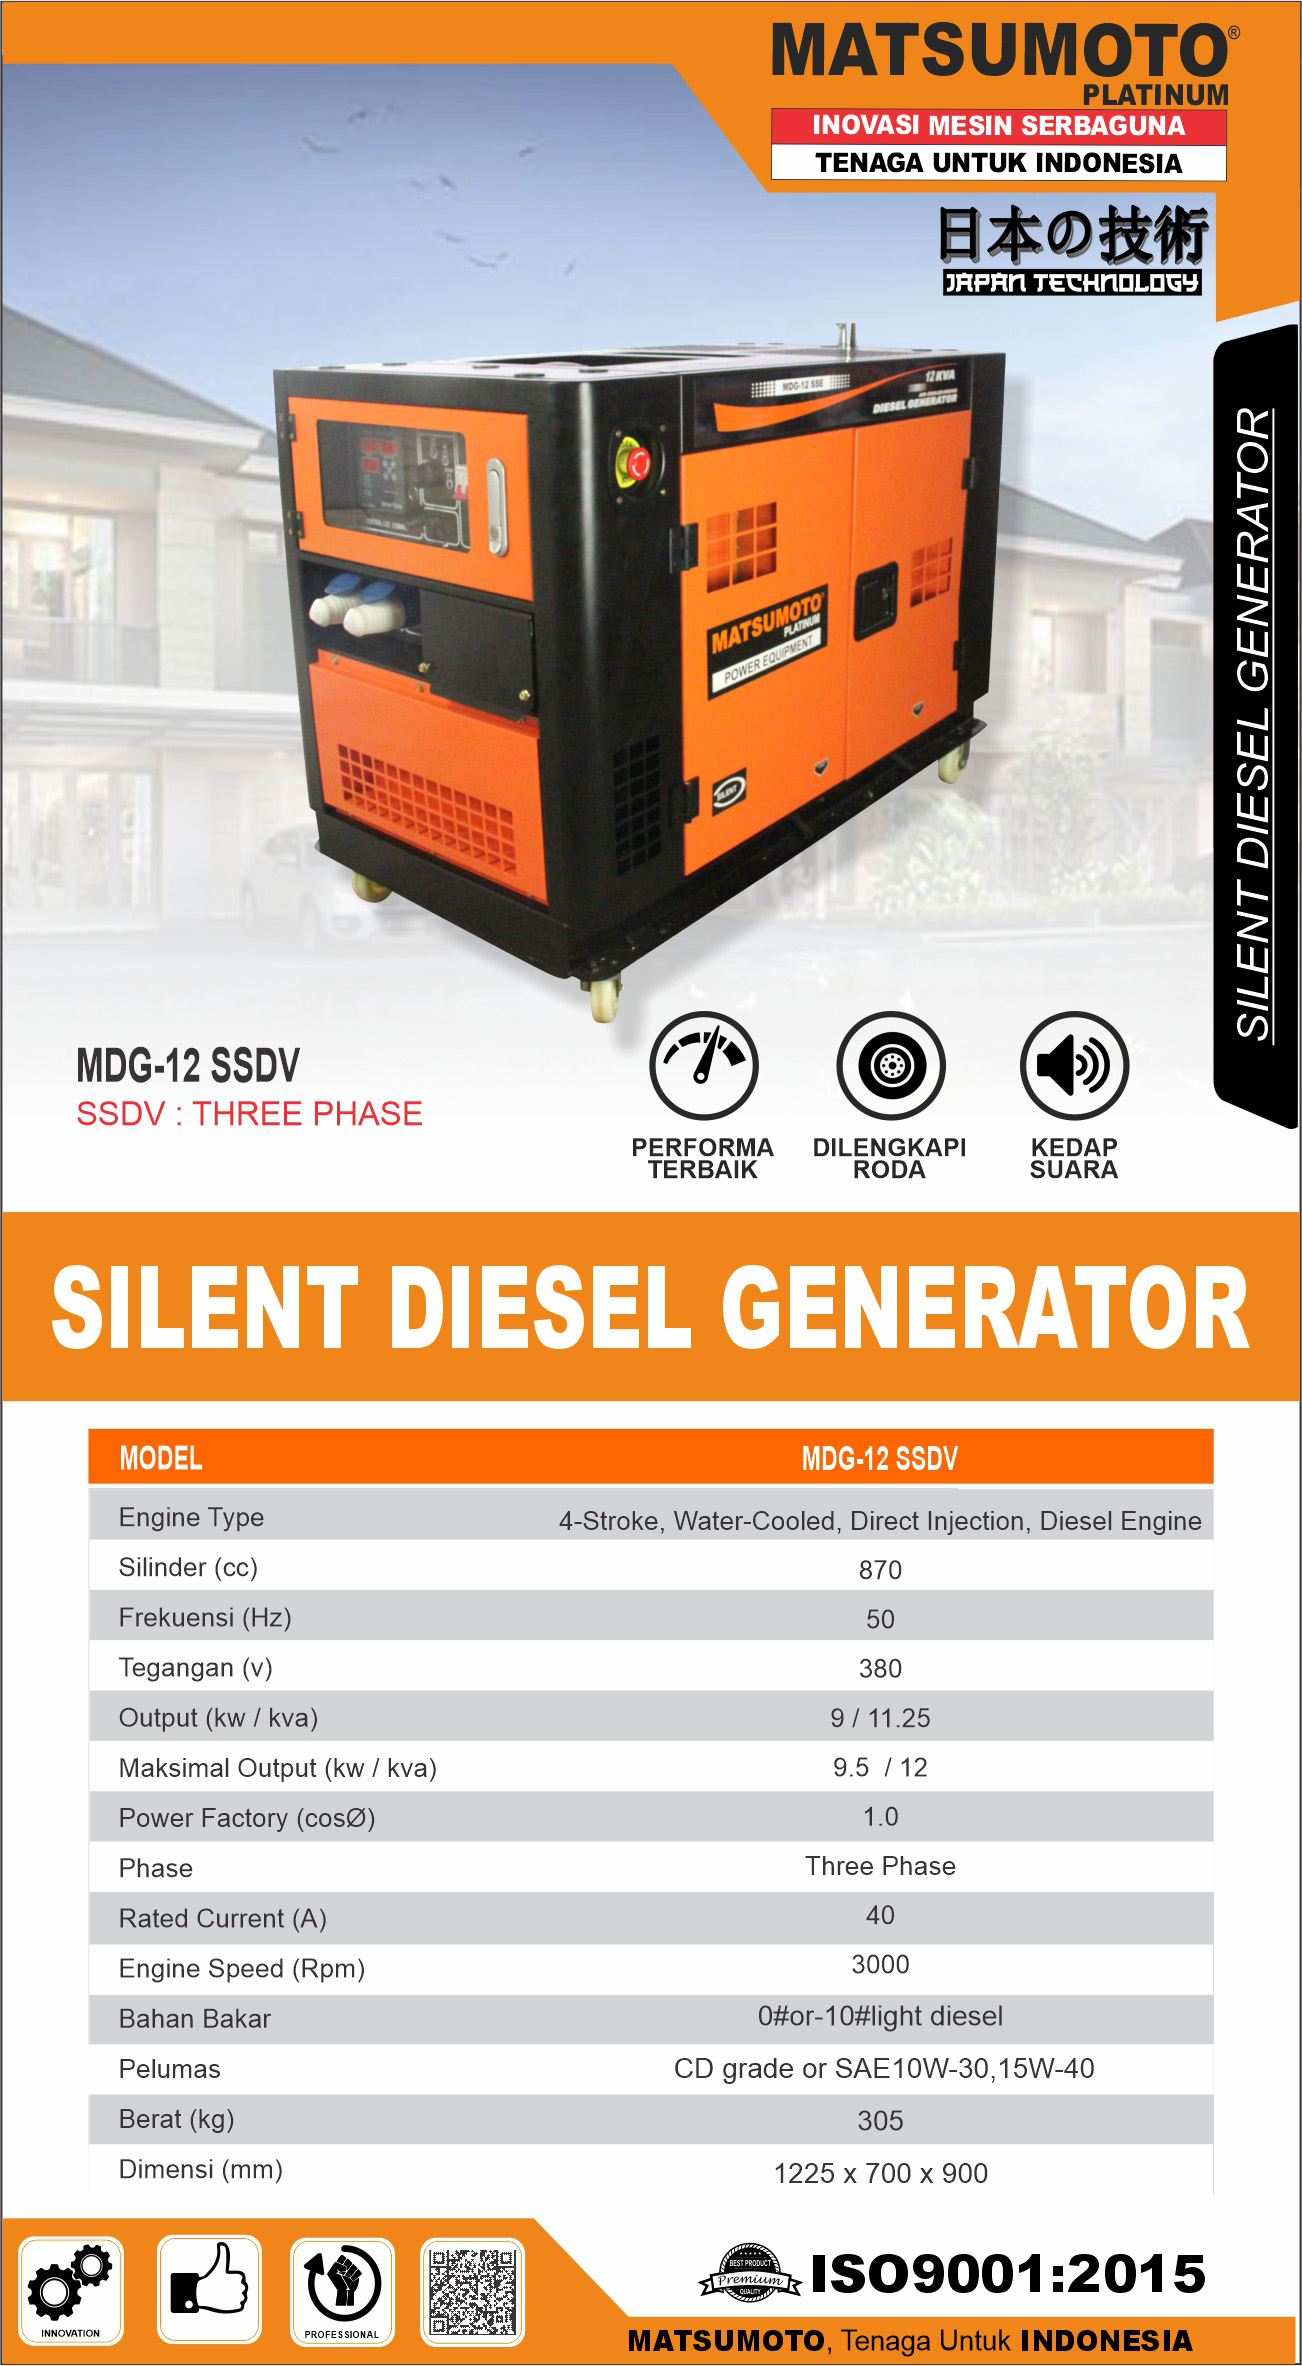 MATSUMOTO®
PLATINUM
INOVASI MESIN SERBAGUNA
TENAGA UNTUK INDONESIA
日本の技術
JAPAN TECHNOLOGY
MDG-12 SSE
12KVA
DIESEL GENERATOR
MATSUMOTO®
PLATINUM
POWER EQUIPMENT
SILENT
SILENT DIESEL GENERATOR
MDG-12 SSDV
SSDV : THREE PHASE
PERFORMA
TERBAIK
DILENGKAPI
RODA
KEDAP
SUARA
SILENT DIESEL GENERATOR
MODEL MDG-12 SSDV
Engine Type 4-Stroke, Water-Cooled, Direct Injection, Diesel Engine
Silinder (cc) 870
Frekuensi (Hz) 50
Tegangan (v) 380
Output (kw / kva) 9 / 11.25
Maksimal Output (kw / kva) 9.5 / 12
Power Factory (cosØ) 1.0
Phase Three Phase
Rated Current (A) 40
Engine Speed (Rpm) 3000
Bahan Bakar 0#or-10#light diesel
Pelumas CD grade or SAE10W-30,15W-40
Berat (kg) 305
Dimensi (mm) 1225 x 700 x 900
INNOVATION
PROFESSIONAL
BEST PRODUCT
Premium
QUALITY
ISO9001:2015
MATSUMOTO, Tenaga Untuk INDONESIA